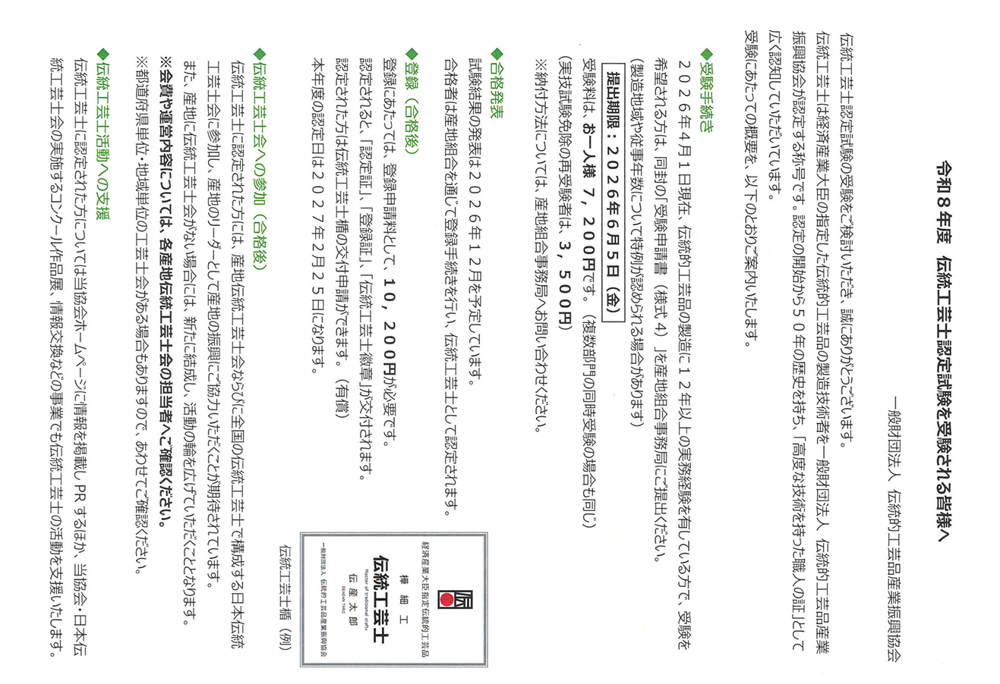 令和８年度　伝統工芸士認定試験を受験される皆様へ
一般財団法人　伝統的工芸品産業振興協会
伝統工芸士認定試験の受験をご検討いただき、誠にありがとうございます。
伝統工芸士は経済産業大臣の指定した伝統的工芸品の製造技術者を一般財団法人　伝統的工芸品産業
振興協会が認定する称号です。認定の開始から５０年の歴史を持ち、「高度な技術を持った職人の証」として
広く認知していただいています。
受験にあたっての概要を、以下のとおりご案内いたします。
◆受験手続き
２０２６年４月１日現在、伝統的工芸品の製造に１２年以上の実務経験を有している方で、受験を
希望される方は、同封の「受験申請書（様式４）」を産地組合事務局にご提出ください。
（製造地域や従事年数について特例が認められる場合があります）
提出期限：２０２６年６月５日（金）
受験料は、お一人様　７，２００円です。（複数部門の同時受験の場合も同じ）
（実技試験免除の再受験者は、３，５００円）
※納付方法については、産地組合事務局へお問い合わせください。
◆合格発表
試験結果の発表は２０２６年１２月を予定しています。
合格者は産地組合を通じて登録手続きを行い、伝統工芸士として認定されます。
◆登録（合格後）
登録にあたっては、登録申請料として、１０，２００円が必要です。
認定されると、「認定証」、「登録証」、「伝統工芸士徽章」が交付されます。
認定された方は伝統工芸士楯の交付申請ができます。（有償）
本年度の認定日は２０２７年２月２５日になります。
経済産業大臣指定伝統的工芸品
樺細工
伝統工芸士
Master of traditional crafts
伝産太郎
DENSAN TARO
一般財団法人 伝統的工芸品産業振興協会
伝統工芸士楯（例）
◆伝統工芸士会への参加（合格後）
伝統工芸士に認定された方には、産地伝統工芸士会ならびに全国の伝統工芸士で構成する日本伝統
工芸士会に参加し、産地のリーダーとして産地の振興にご協力いただくことが期待されています。
また、産地に伝統工芸士会がない場合には、新たに結成し、活動の輪を広げていただくこととなります。
※会費や運営内容については、各産地伝統工芸士会の担当者へご確認ください。
※都道府県単位・地域単位の工芸士会がある場合もありますので、あわせてご確認ください。
◆伝統工芸士活動への支援
伝統工芸士に認定された方については当協会ホームページに情報を掲載しPRするほか、当協会・日本伝
統工芸士会の実施するコンクール作品展、情報交換などの事業でも伝統工芸士の活動を支援いたします。